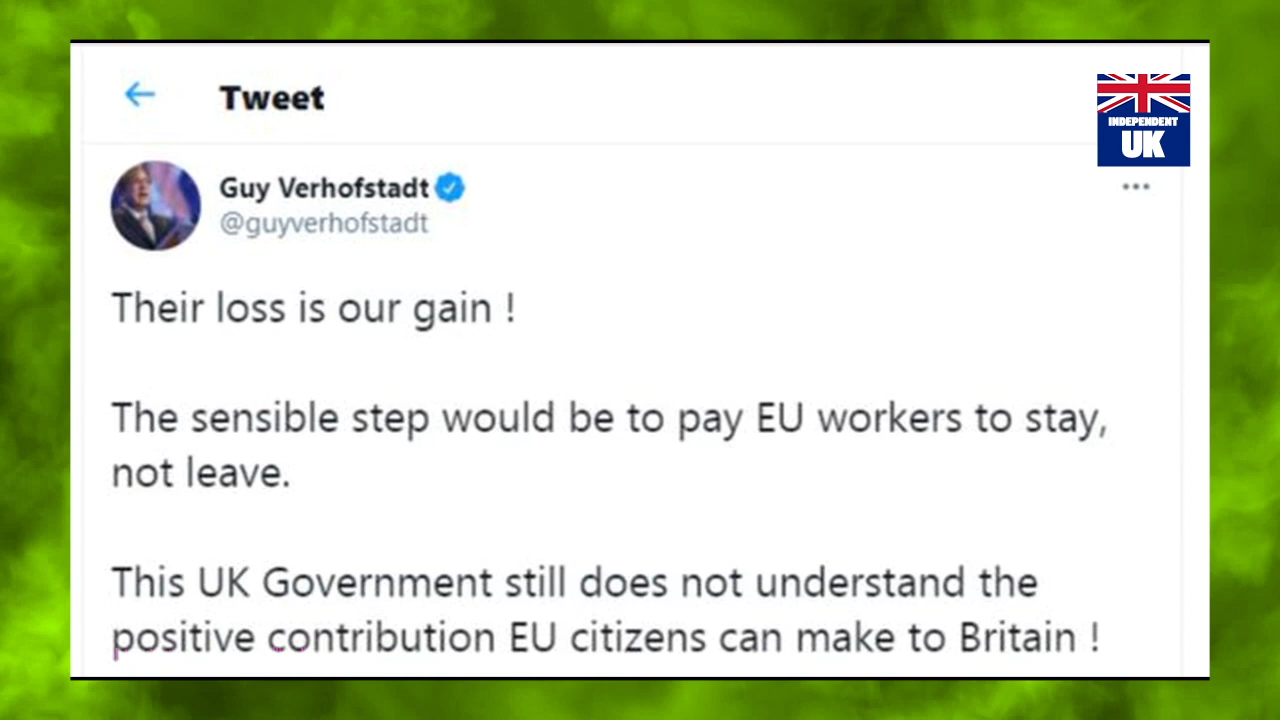 Tweet
INDEPENDENT
UK
Guy Verhofstadt
@guyverhofstadt
Their loss is our gain !
The sensible step would be to pay EU workers to stay,
not leave.
This UK Government still does not understand the
positive contribution EU citizens can make to Britain !